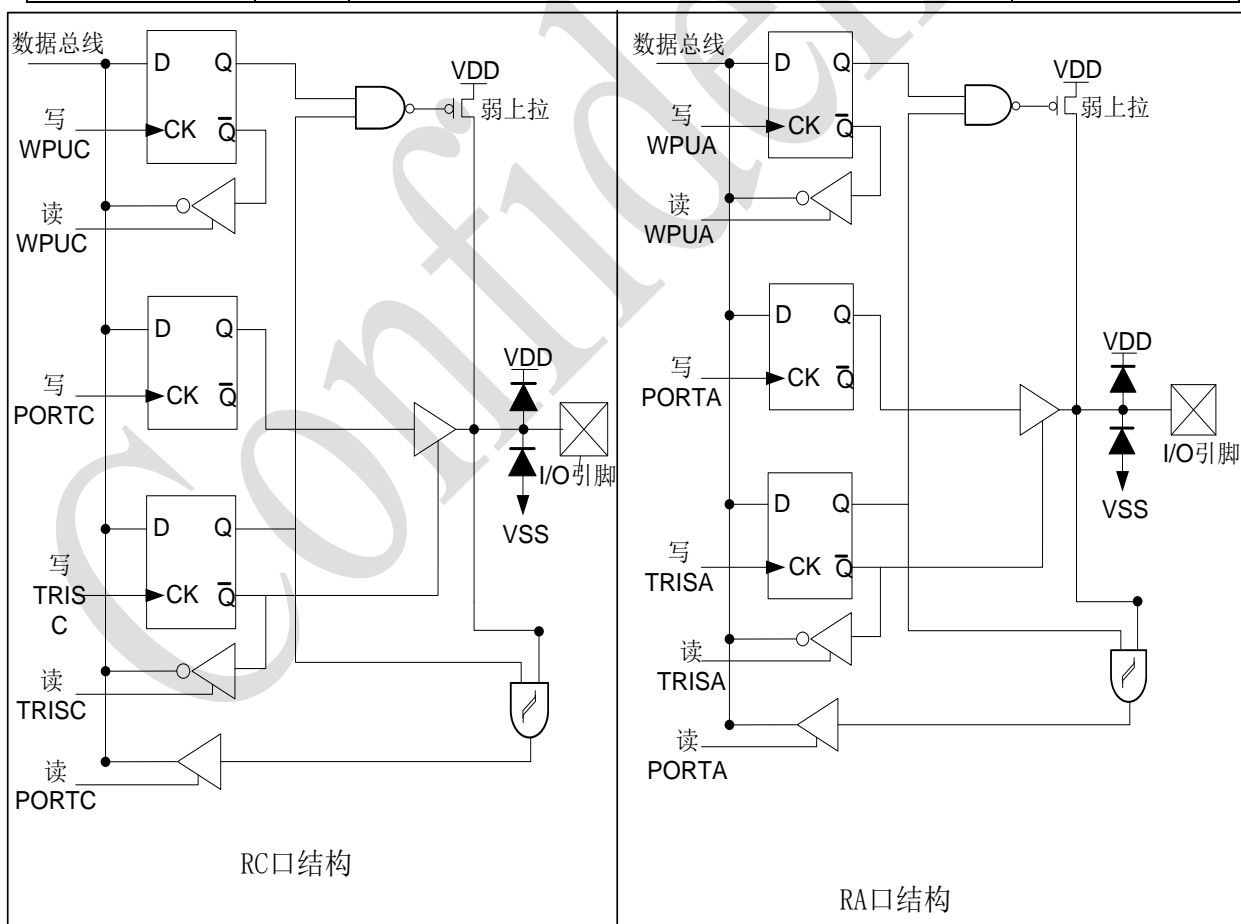 数据总线
D Q
VDD
弱上拉
写
WPUC
CK Q̅
读
WPUC
D Q
写
PORTC
CK Q̅
VDD
I/O引脚
VSS
D Q
写
TRIS
C
CK Q̅
读
TRISC
读
PORTC
RC口结构
数据总线
D Q
VDD
弱上拉
写
WPUA
CK Q̅
读
WPUA
D Q
写
PORTA
CK Q̅
VDD
I/O引脚
VSS
D Q
写
TRISA
CK Q̅
读
TRISA
读
PORTA
RA口结构